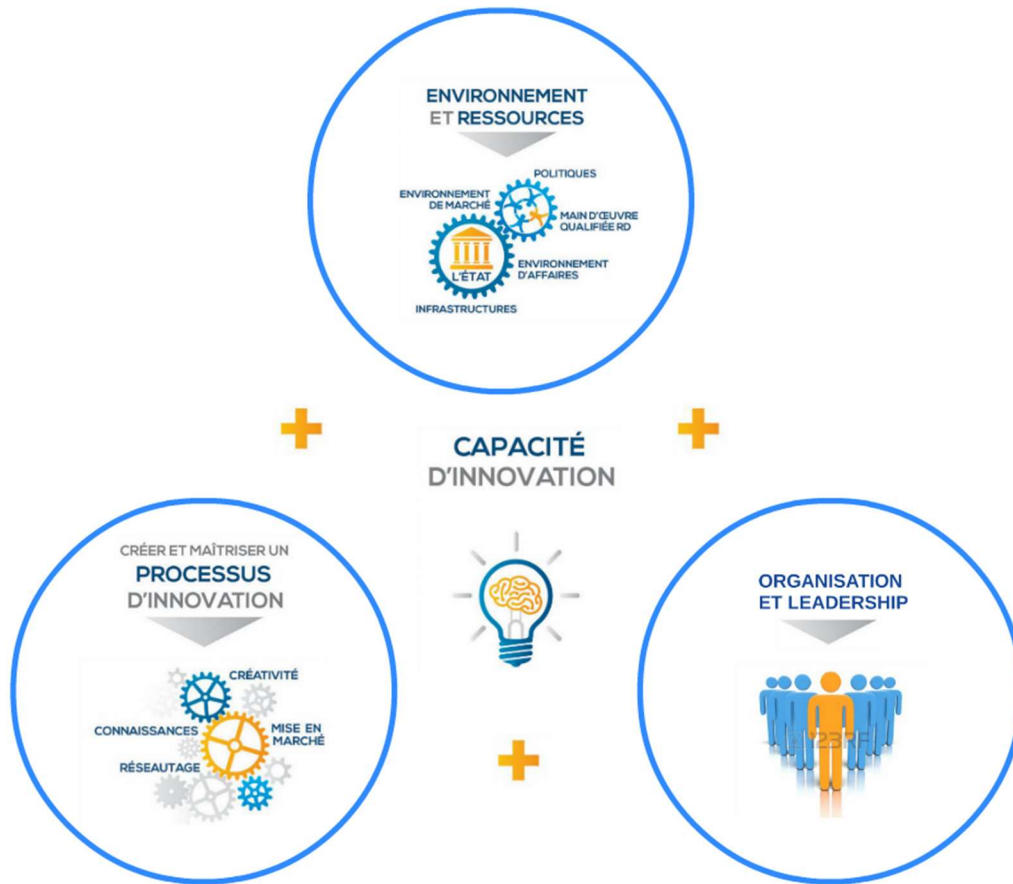 ENVIRONNEMENT
ET RESSOURCES
POLITIQUES
ENVIRONNEMENT
DE MARCHÉ
MAIN D'ŒUVRE
QUALIFIÉE RD
L'ÉTAT
ENVIRONNEMENT
D'AFFAIRES
INFRASTRUCTURES
CAPACITÉ
D'INNOVATION
CRÉER ET MAÎTRISER UN
PROCESSUS
D'INNOVATION
CRÉATIVITÉ
CONNAISSANCES
MISE EN
MARCHÉ
RÉSEAUTAGE
ORGANISATION
ET LEADERSHIP
123RF